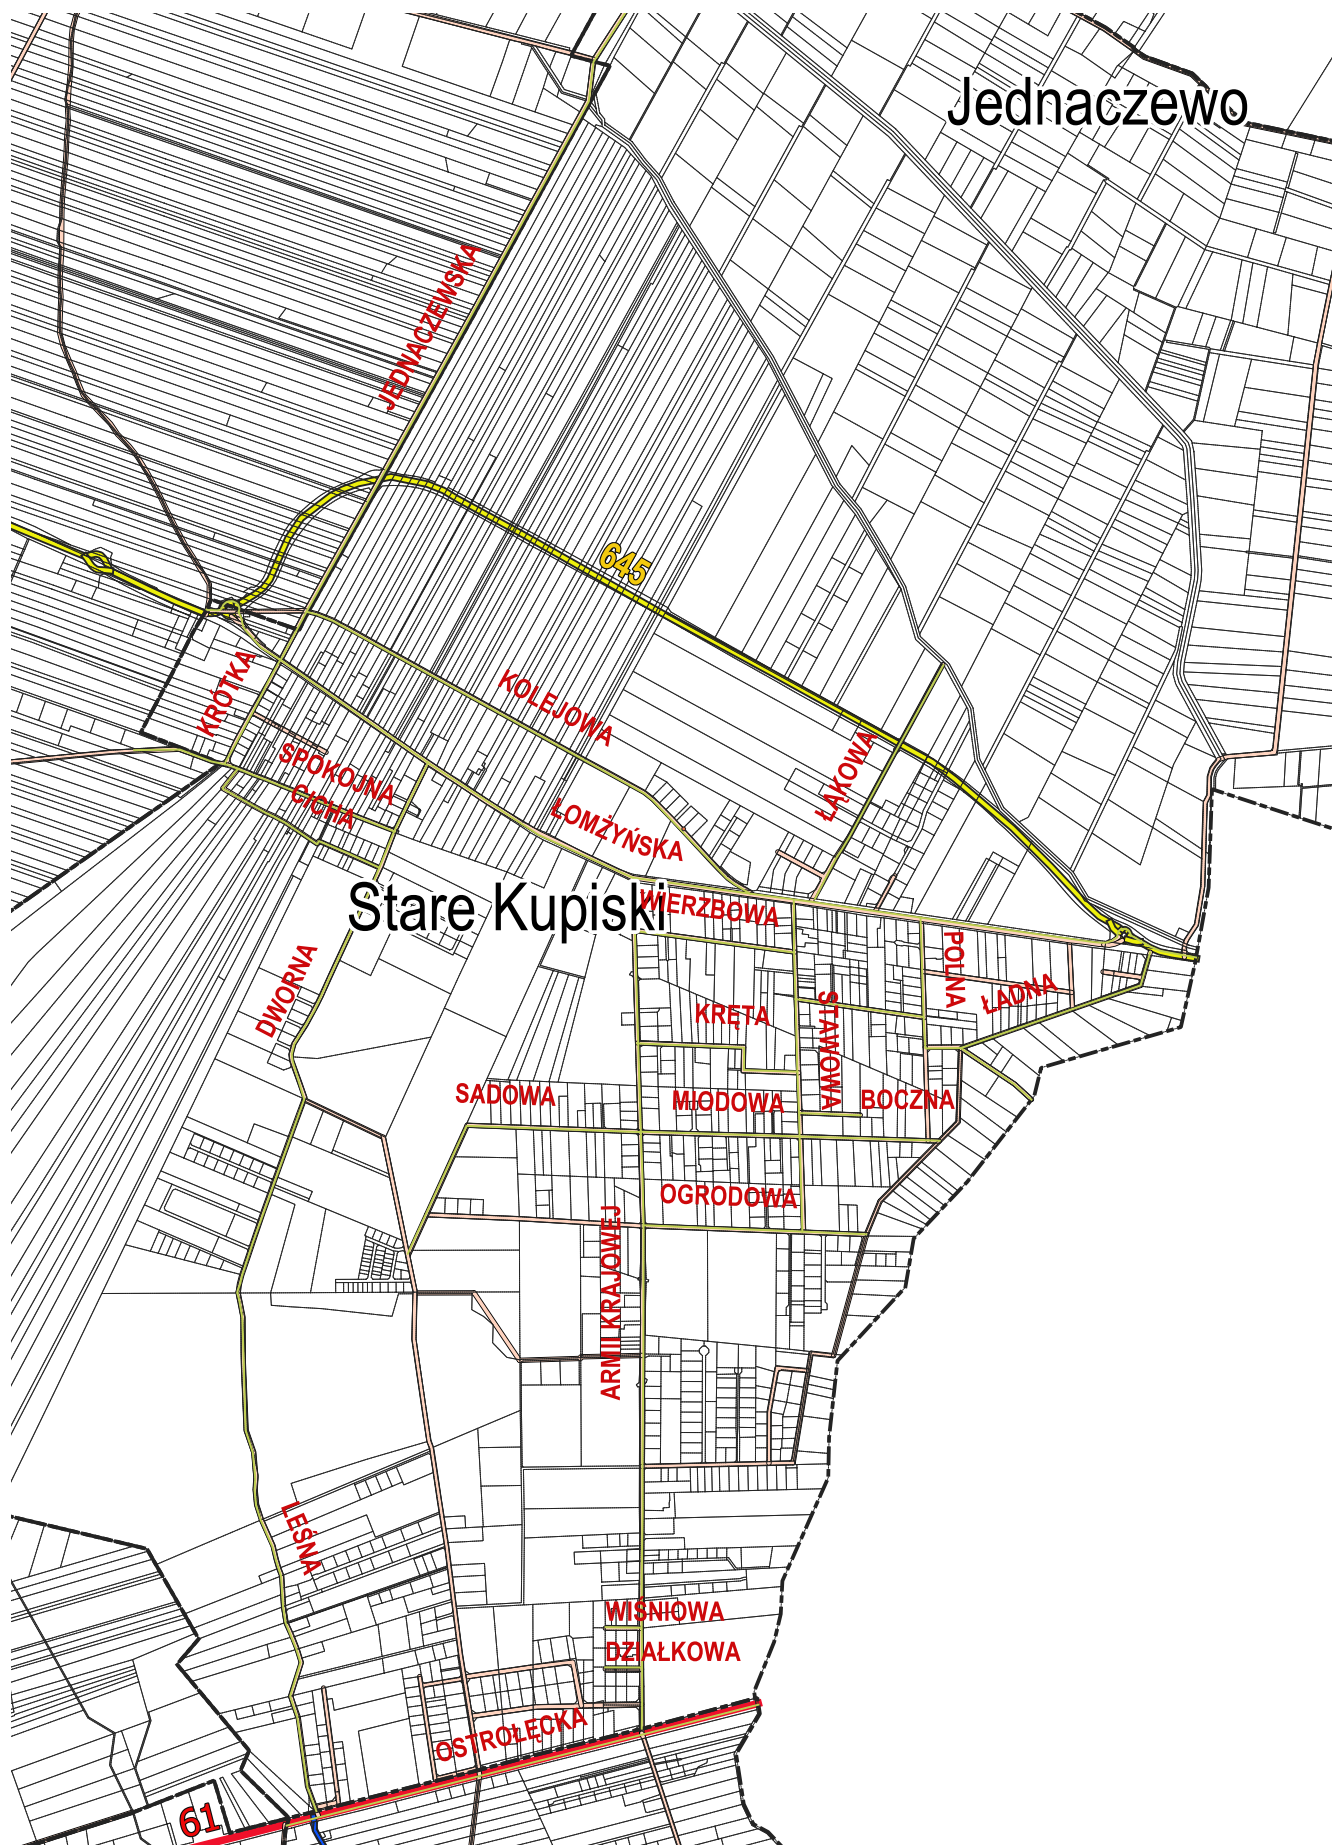 Jednaczewo
JEDNACZEWSKA
645
KRÓTKA
KOLEJOWA
SPOKOJNA
CICHA
ŁĄKOWA
ŁOMŻYŃSKA
Stare Kupiski
WIERZBOWA
DWORNA
POLNA
ŁADNA
KRĘTA
STAWOWA
SADOWA
MIODOWA
BOCZNA
OGRODOWA
ARMII KRAJOWEJ
LEŚNA
WIŚNIOWA
DZIAŁKOWA
OSTROŁĘCKA
61